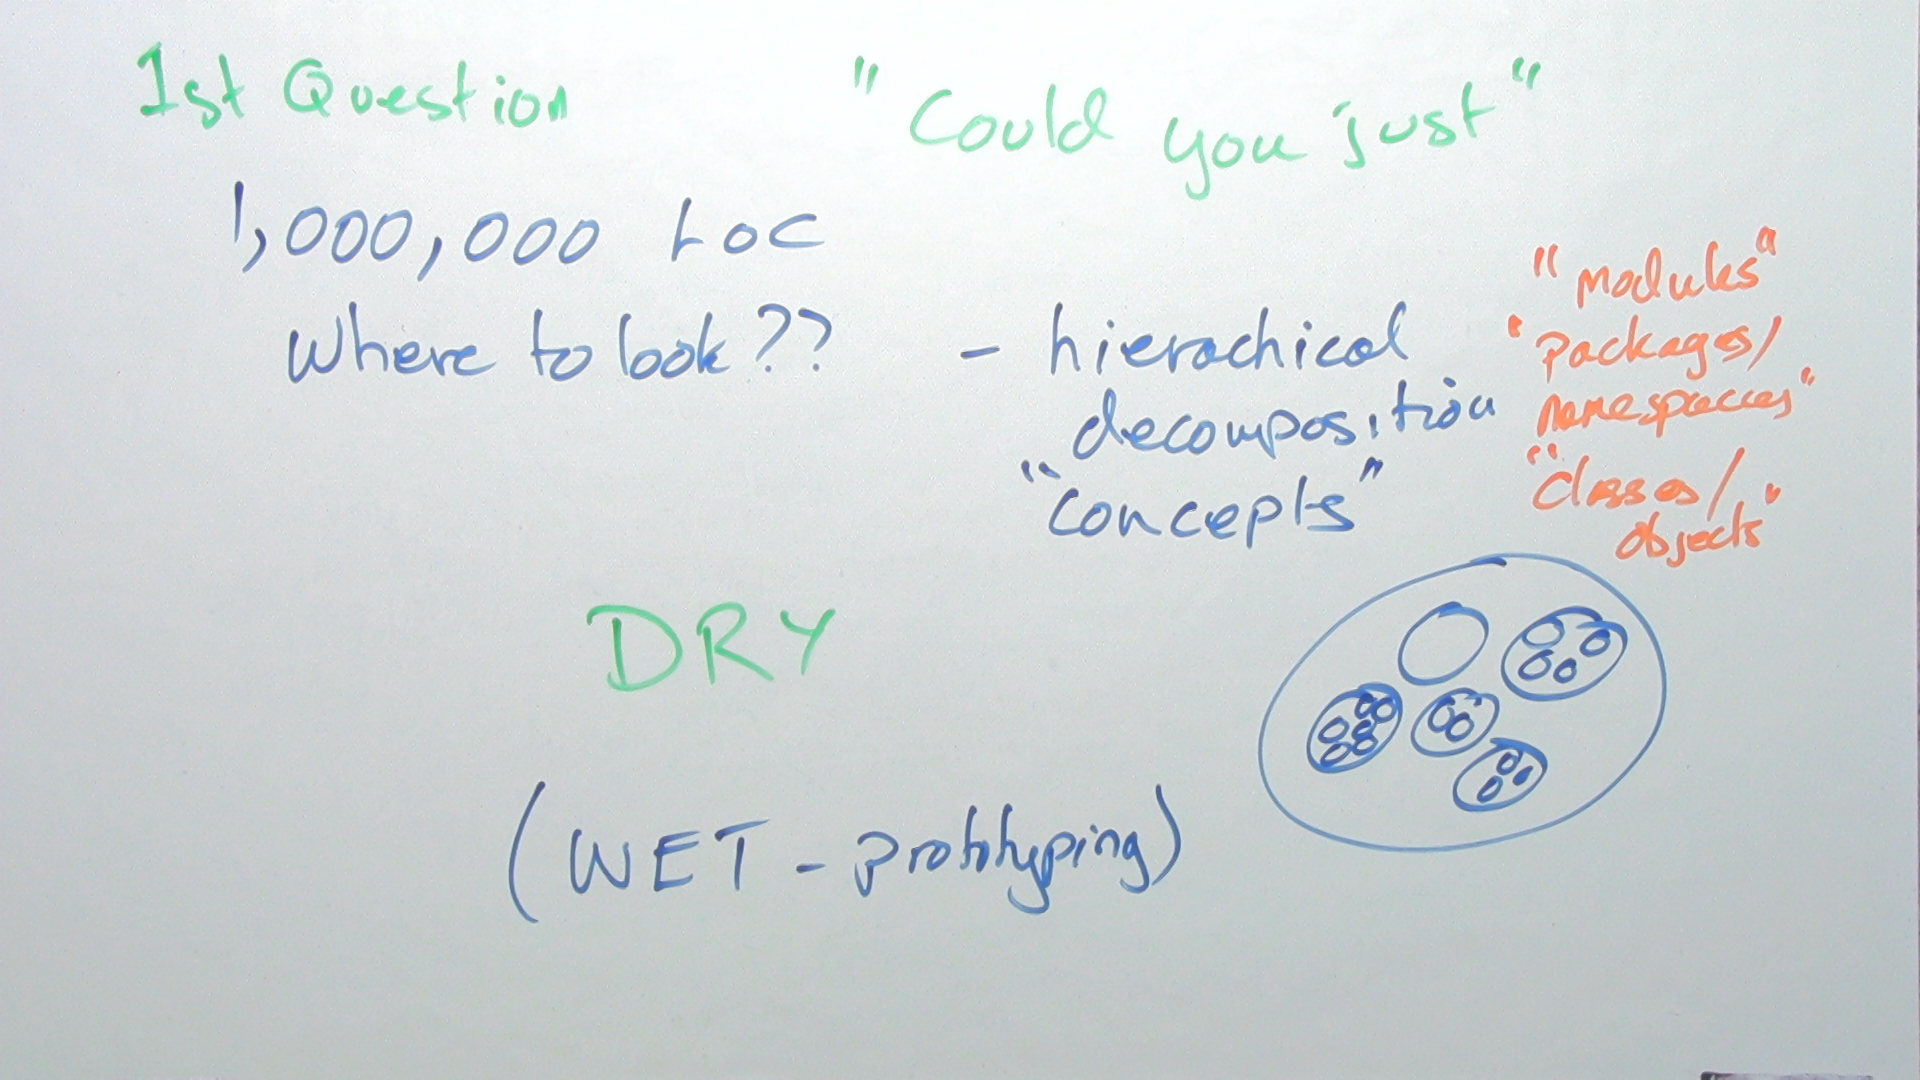 1st Question
"Could you just"
1,000,000 LOC
Where to look??
- hierachical
decomposition
"concepts"
"modules"
"packages/
namespaces"
"classes/
objects"
DRY
(WET - prototyping)